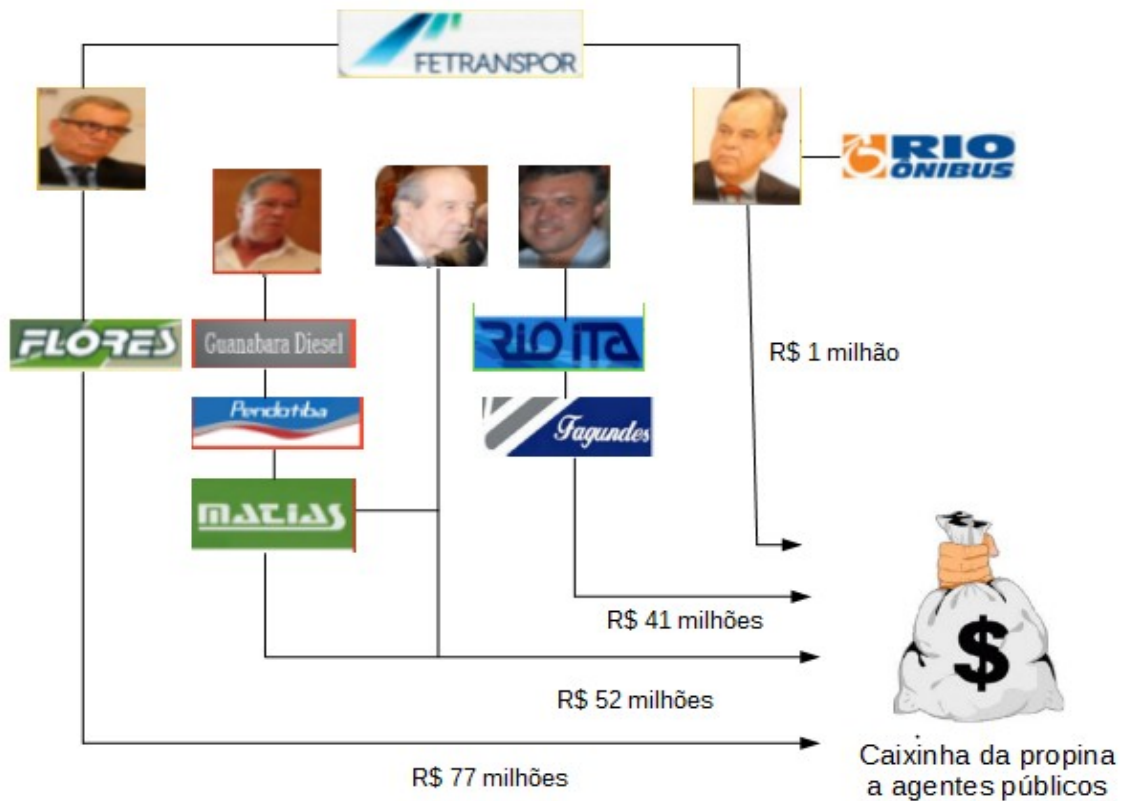 FETRANSPOR
RIO
ÔNIBUS
FLÓRES
Guanabara Diesel
RIO ITA
R$ 1 milhão
Pendotiba
Fagundes
MATIAS
R$ 41 milhões
$
R$ 52 milhões
R$ 77 milhões
Caixinha da propina
a agentes públicos